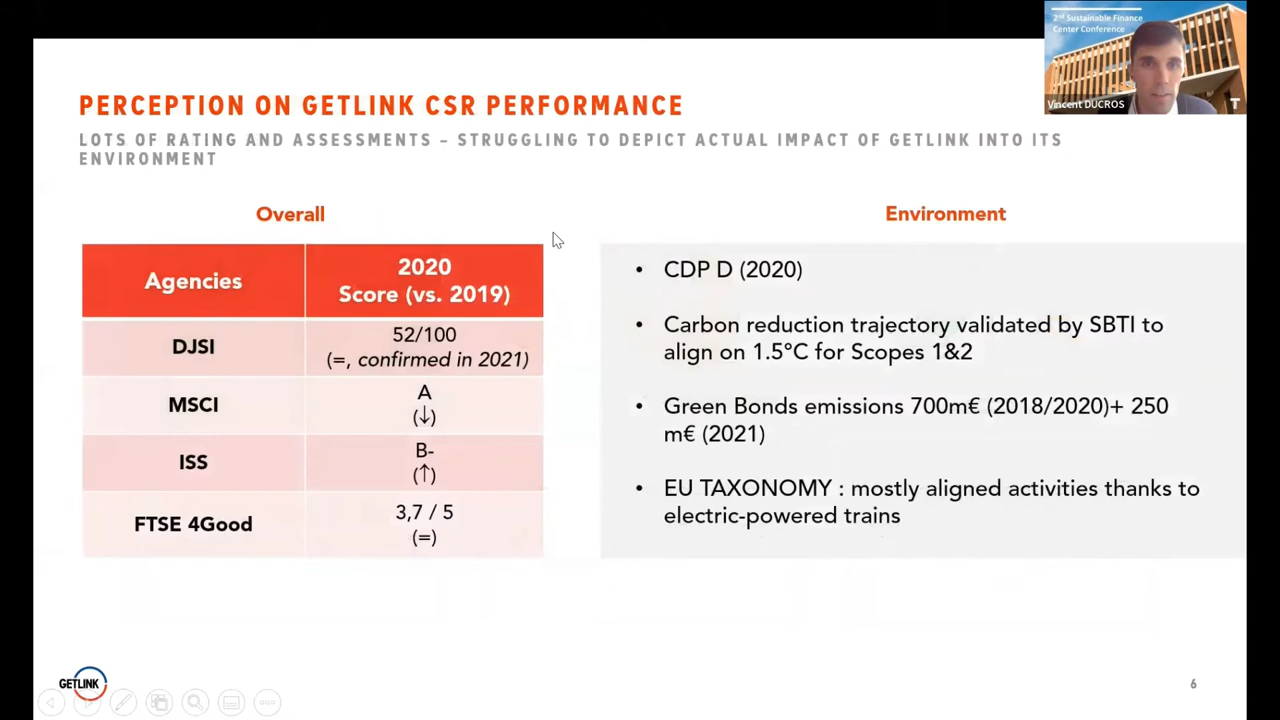 2nd Sustainable Finance
Center Conference
Vincent DUCROS
T
PERCEPTION ON GETLINK CSR PERFORMANCE
LOTS OF RATING AND ASSESSMENTS – STRUGGLING TO DEPICT ACTUAL IMPACT OF GETLINK INTO ITS
ENVIRONMENT
Overall
Agencies
2020
Score (vs. 2019)
DJSI
52/100
(=, confirmed in 2021)
MSCI
A
(↓)
ISS
B-
(↑)
FTSE 4Good
3,7 / 5
(=)
Environment
• CDP D (2020)
• Carbon reduction trajectory validated by SBTI to
align on 1.5°C for Scopes 1&2
• Green Bonds emissions 700m€ (2018/2020)+ 250
m€ (2021)
• EU TAXONOMY : mostly aligned activities thanks to
electric-powered trains
GETLINK
6